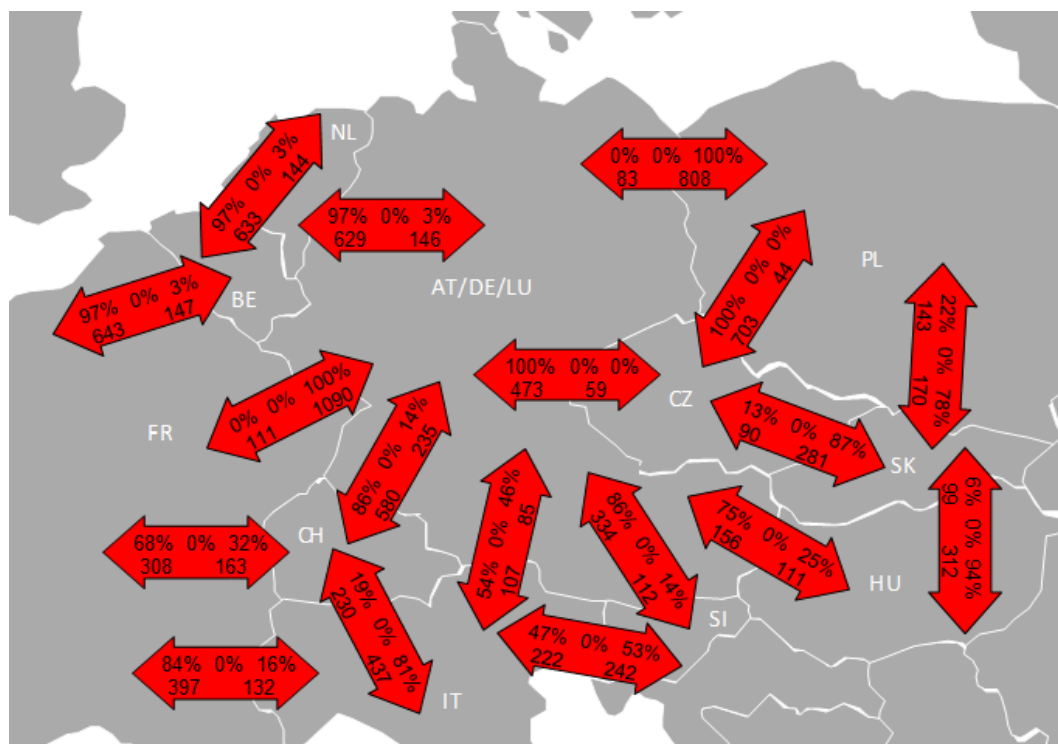 NL
97% 0% 3%
633 144
0% 0% 100%
83 808
97% 0% 3%
629 146
PL
100% 0% 0%
703 44
AT/DE/LU
BE
97% 0% 3%
643 147
22% 0% 78%
143 170
100% 0% 0%
473 59
CZ
0% 0% 100%
111 1090
FR
86% 0% 14%
580 235
13% 0% 87%
90 281
SK
54% 0% 46%
107 85
86% 0% 14%
334 112
75% 0% 25%
156 111
6% 0% 94%
99 312
CH
68% 0% 32%
308 163
HU
SI
19% 0% 81%
230 437
47% 0% 53%
222 242
84% 0% 16%
397 132
IT